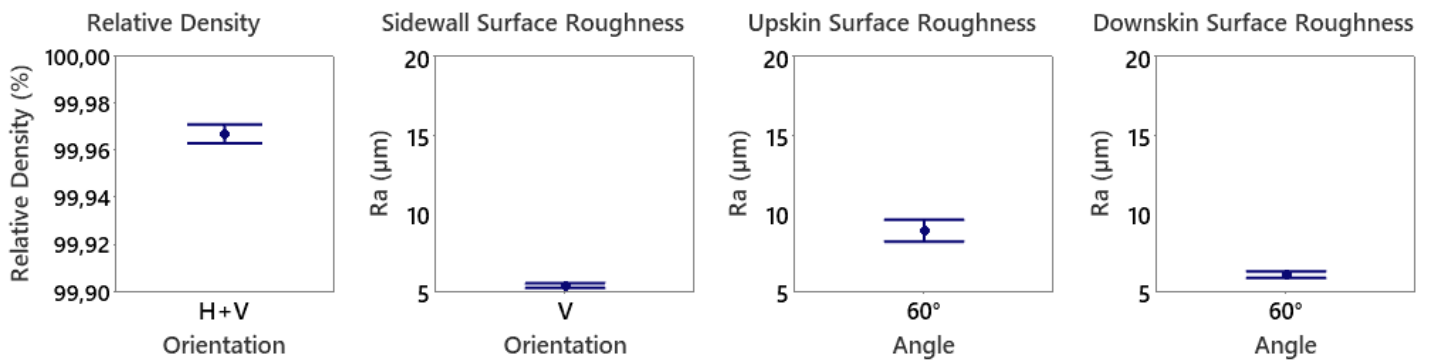 Relative Density
Relative Density (%)
100,00
99,98
99,96
99,94
99,92
99,90
H+V
Orientation
Sidewall Surface Roughness
Ra (μm)
20
15
10
5
V
Orientation
Upskin Surface Roughness
Ra (μm)
20
15
10
5
60°
Angle
Downskin Surface Roughness
Ra (μm)
20
15
10
5
60°
Angle